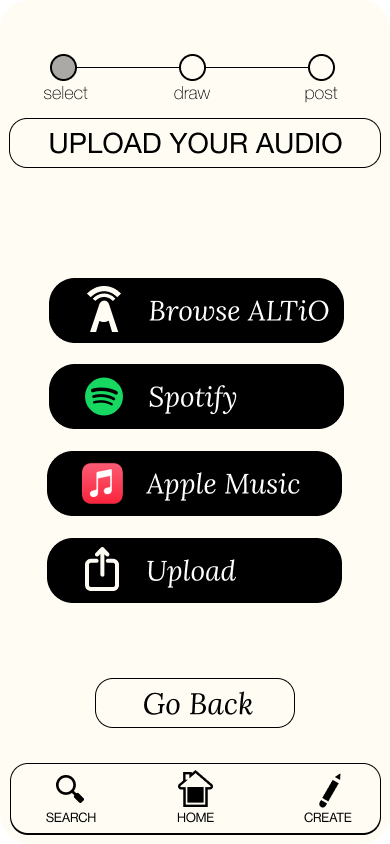 select draw post
UPLOAD YOUR AUDIO
Browse ALTiO
Spotify
Apple Music
Upload
Go Back
SEARCH HOME CREATE